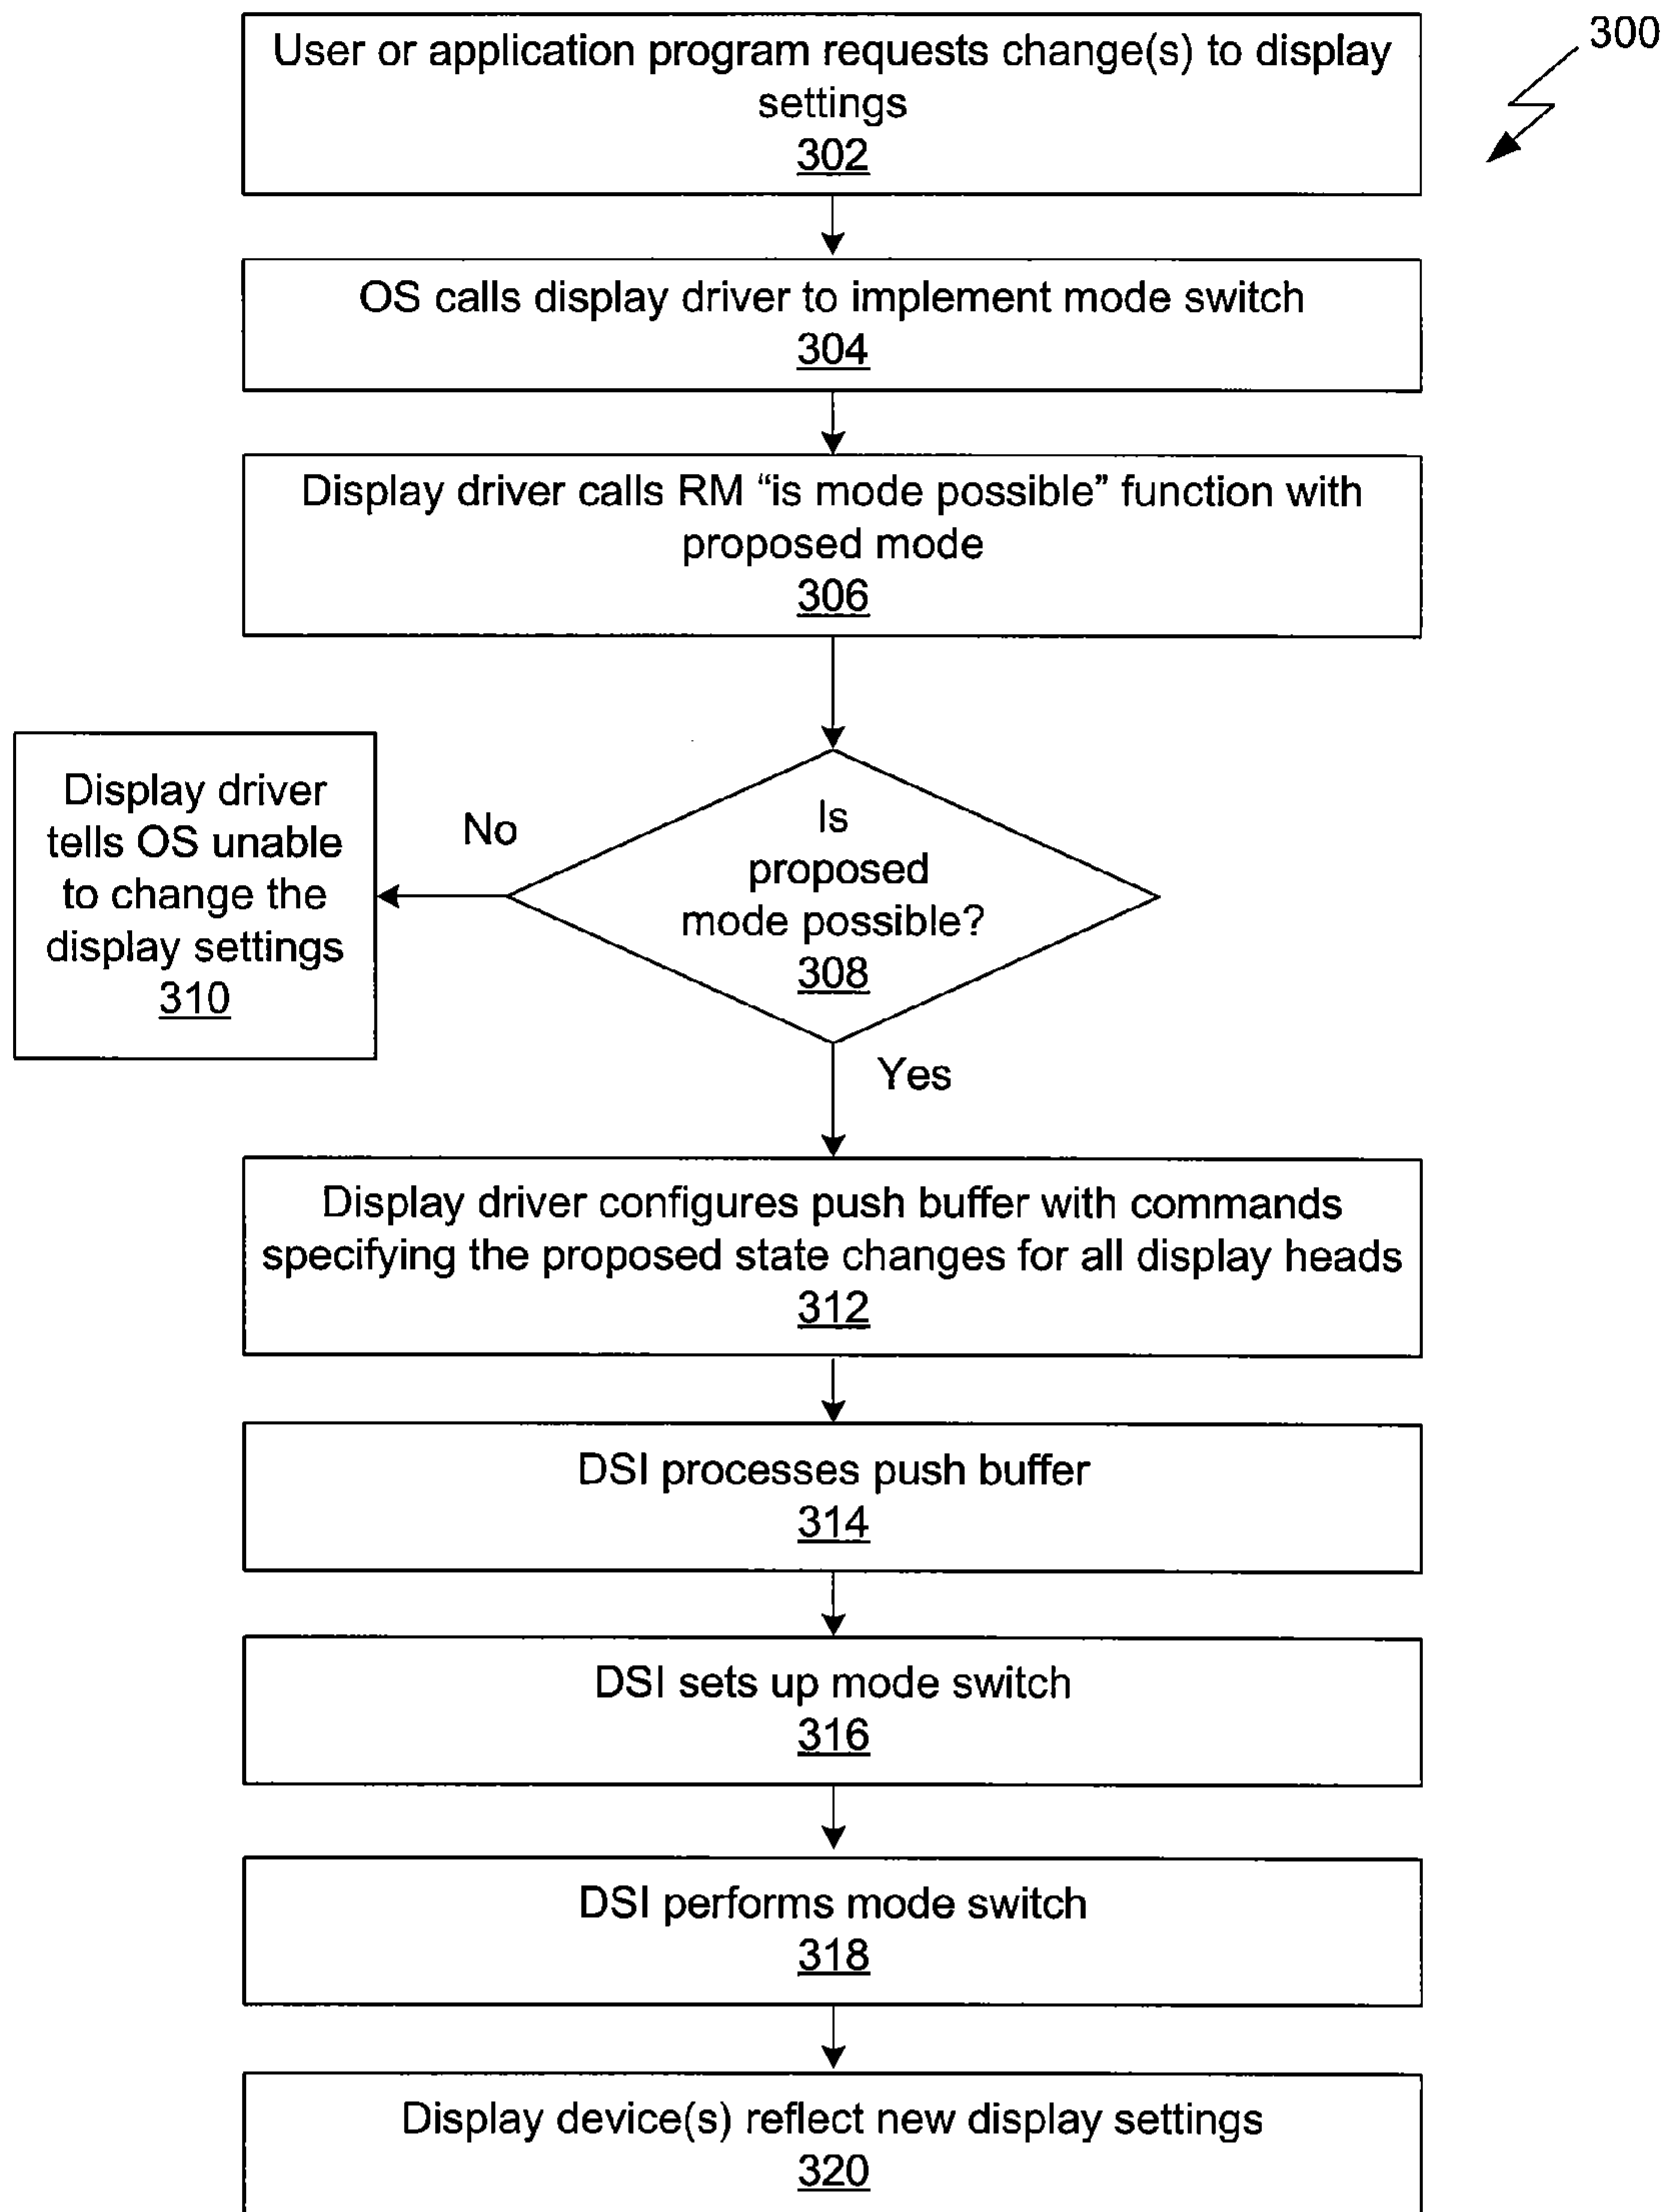 300
User or application program requests change(s) to display
settings
302
OS calls display driver to implement mode switch
304
Display driver calls RM “is mode possible” function with
proposed mode
306
Is
proposed
mode possible?
308
No
Display driver
tells OS unable
to change the
display settings
310
Yes
Display driver configures push buffer with commands
specifying the proposed state changes for all display heads
312
DSI processes push buffer
314
DSI sets up mode switch
316
DSI performs mode switch
318
Display device(s) reflect new display settings
320